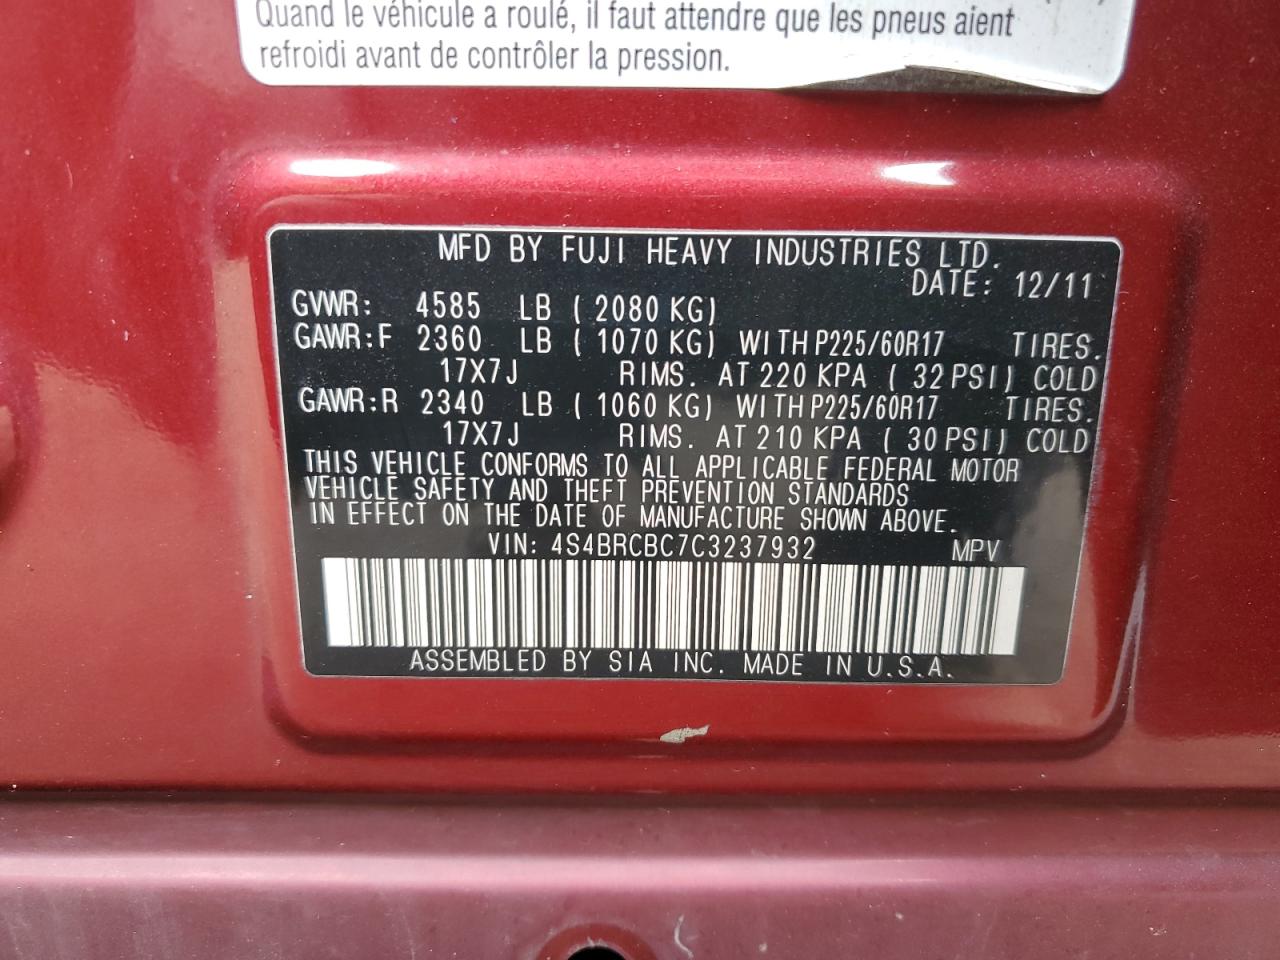 Quand le véhicule a roulé, il faut attendre que les pneus aient
refroidi avant de contrôler la pression.
MFD BY FUJI HEAVY INDUSTRIES LTD.
DATE: 12/11
GVWR: 4585 LB ( 2080 KG)
GAWR:F 2360 LB ( 1070 KG) WITH P225/60R17 TIRES.
17X7J RIMS. AT 220 KPA ( 32 PSI) COLD
GAWR:R 2340 LB ( 1060 KG) WITH P225/60R17 TIRES.
17X7J RIMS. AT 210 KPA ( 30 PSI) COLD
THIS VEHICLE CONFORMS TO ALL APPLICABLE FEDERAL MOTOR
VEHICLE SAFETY AND THEFT PREVENTION STANDARDS
IN EFFECT ON THE DATE OF MANUFACTURE SHOWN ABOVE.
VIN: 4S4BRCBC7C3237932 MPV
ASSEMBLED BY SIA INC. MADE IN U.S.A.